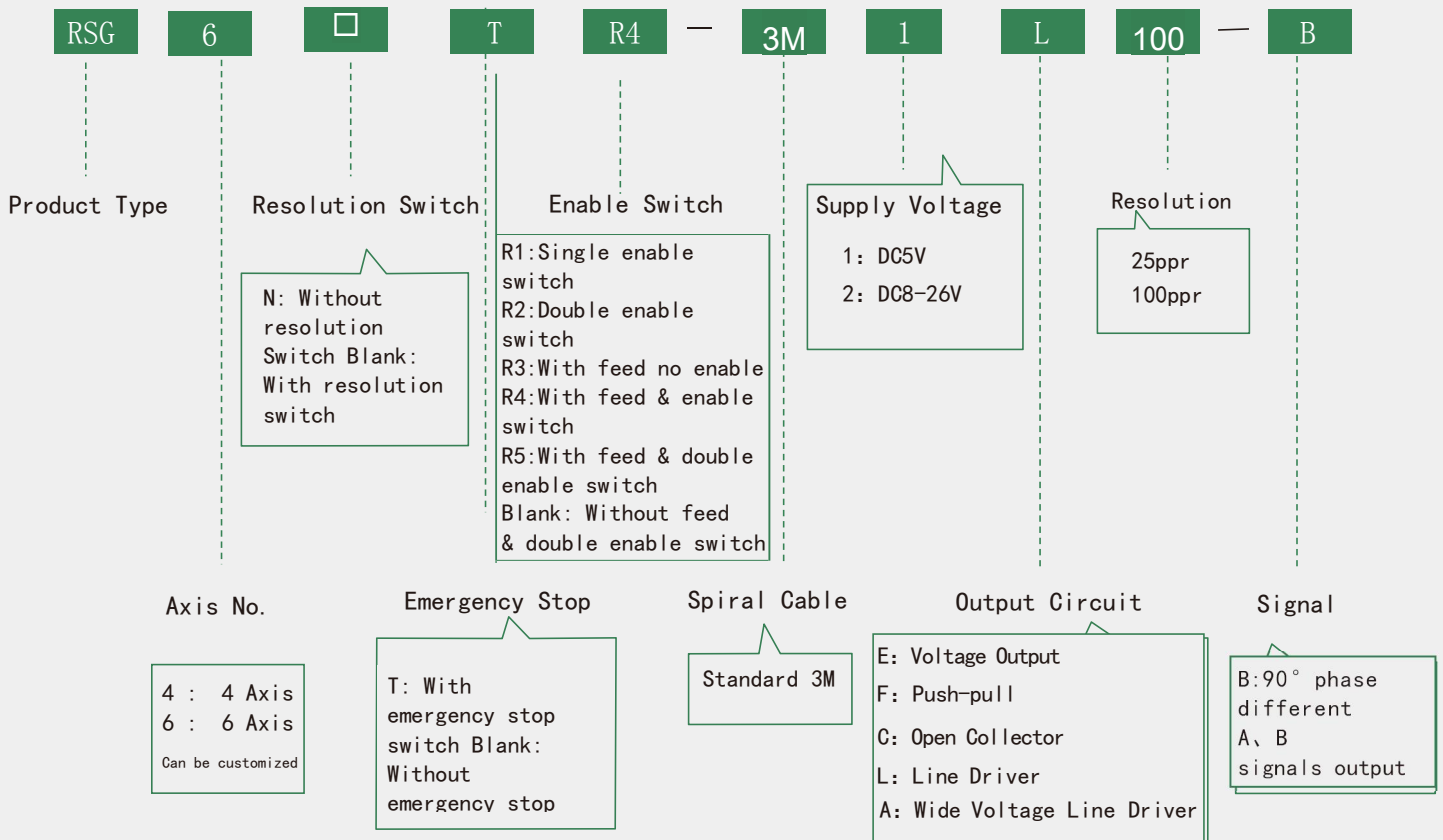 RSG 6 □ T R4 — 3M 1 L 100 — B
Product Type
Resolution Switch
N: Without
resolution
Switch Blank:
With resolution
switch
Enable Switch
R1:Single enable
switch
R2:Double enable
switch
R3:With feed no enable
R4:With feed & enable
switch
R5:With feed & double
enable switch
Blank: Without feed
& double enable switch
Supply Voltage
1: DC5V
2: DC8-26V
Resolution
25ppr
100ppr
Axis No.
4 : 4 Axis
6 : 6 Axis
Can be customized
Emergency Stop
T: With
emergency stop
switch Blank:
Without
emergency stop
Spiral Cable
Standard 3M
Output Circuit
E: Voltage Output
F: Push-pull
C: Open Collector
L: Line Driver
A: Wide Voltage Line Driver
Signal
B:90° phase
different
A、B
signals output